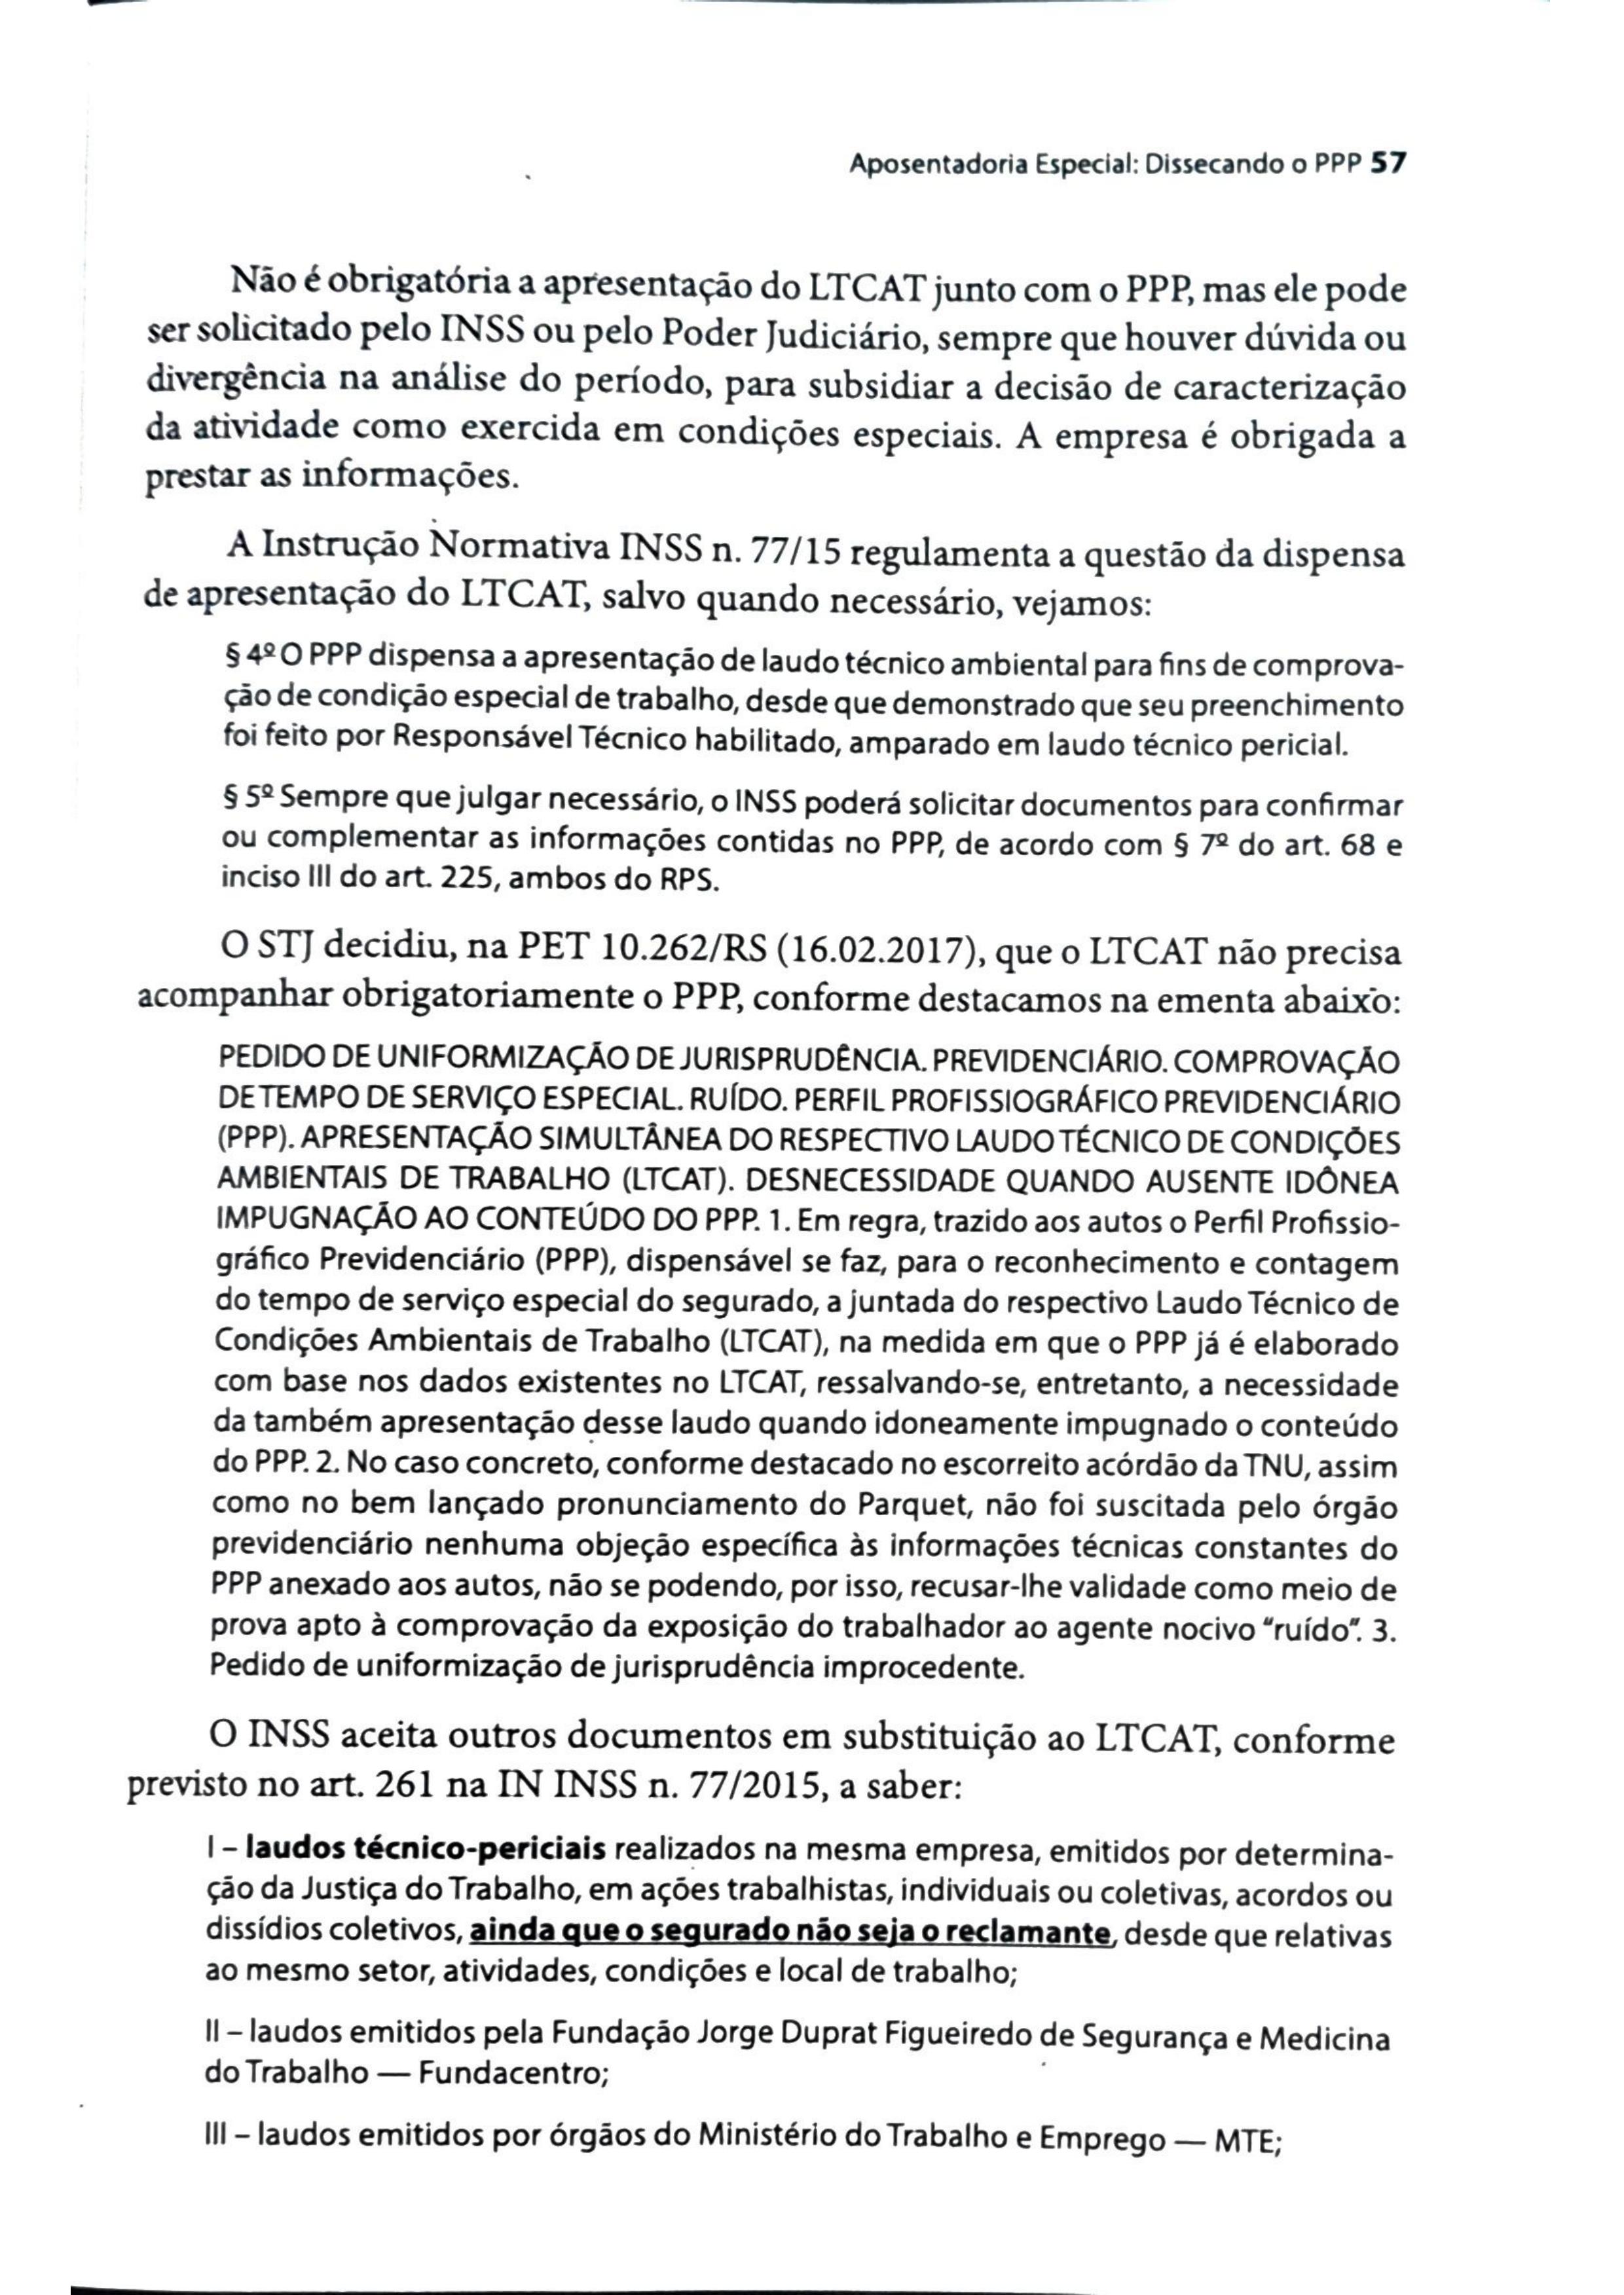 Aposentadoria Especial: Dissecando o PPP 57
Não é obrigatória a apresentação do LTCAT junto com o PPP, mas ele pode
ser solicitado pelo INSS ou pelo Poder Judiciário, sempre que houver dúvida ou
divergência na análise do período, para subsidiar a decisão de caracterização
da atividade como exercida em condições especiais. A empresa é obrigada a
prestar as informações.
A Instrução Normativa INSS n. 77/15 regulamenta a questão da dispensa
de apresentação do LTCAT, salvo quando necessário, vejamos:
§ 4º O PPP dispensa a apresentação de laudo técnico ambiental para fins de comprova-
ção de condição especial de trabalho, desde que demonstrado que seu preenchimento
foi feito por Responsável Técnico habilitado, amparado em laudo técnico pericial.
§ 5º Sempre que julgar necessário, o INSS poderá solicitar documentos para confirmar
ou complementar as informações contidas no PPP, de acordo com § 7º do art. 68 e
inciso III do art. 225, ambos do RPS.
O STJ decidiu, na PET 10.262/RS (16.02.2017), que o LTCAT não precisa
acompanhar obrigatoriamente o PPP, conforme destacamos na ementa abaixo:
PEDIDO DE UNIFORMIZAÇÃO DE JURISPRUDÊNCIA. PREVIDENCIÁRIO. COMPROVAÇÃO
DE TEMPO DE SERVIÇO ESPECIAL. RUÍDO. PERFIL PROFISSIOGRÁFICO PREVIDENCIÁRIO
(PPP). APRESENTAÇÃO SIMULTÂNEA DO RESPECTIVO LAUDO TÉCNICO DE CONDIÇÕES
AMBIENTAIS DE TRABALHO (LTCAT). DESNECESSIDADE QUANDO AUSENTE IDÔNEA
IMPUGNAÇÃO AO CONTEÚDO DO PPP. 1. Em regra, trazido aos autos o Perfil Profissio-
gráfico Previdenciário (PPP), dispensável se faz, para o reconhecimento e contagem
do tempo de serviço especial do segurado, a juntada do respectivo Laudo Técnico de
Condições Ambientais de Trabalho (LTCAT), na medida em que o PPP já é elaborado
com base nos dados existentes no LTCAT, ressalvando-se, entretanto, a necessidade
da também apresentação desse laudo quando idoneamente impugnado o conteúdo
do PPP. 2. No caso concreto, conforme destacado no escorreito acórdão da TNU, assim
como no bem lançado pronunciamento do Parquet, não foi suscitada pelo órgão
previdenciário nenhuma objeção específica às informações técnicas constantes do
PPP anexado aos autos, não se podendo, por isso, recusar-lhe validade como meio de
prova apto à comprovação da exposição do trabalhador ao agente nocivo “ruído”. 3.
Pedido de uniformização de jurisprudência improcedente.
O INSS aceita outros documentos em substituição ao LTCAT, conforme
previsto no art. 261 na IN INSS n. 77/2015, a saber:
I – laudos técnico-periciais realizados na mesma empresa, emitidos por determina-
ção da Justiça do Trabalho, em ações trabalhistas, individuais ou coletivas, acordos ou
dissídios coletivos, ainda que o segurado não seja o reclamante, desde que relativas
ao mesmo setor, atividades, condições e local de trabalho;
II – laudos emitidos pela Fundação Jorge Duprat Figueiredo de Segurança e Medicina
do Trabalho — Fundacentro;
III – laudos emitidos por órgãos do Ministério do Trabalho e Emprego — MTE;